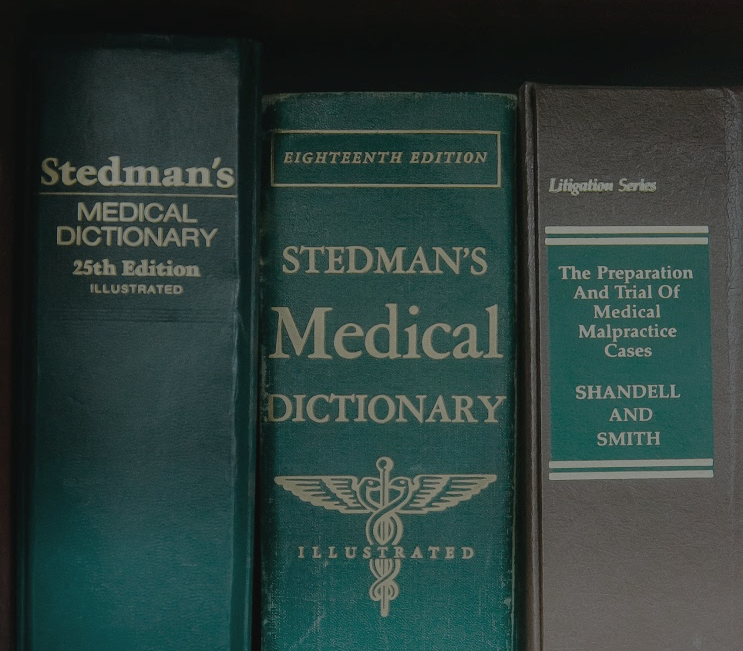 Stedman's
MEDICAL
DICTIONARY
25th Edition
ILLUSTRATED
EIGHTEENTH EDITION
STEDMAN'S
Medical
DICTIONARY
ILLUSTRATED
Litigation Series
The Preparation
And Trial Of
Medical
Malpractice
Cases
SHANDELL
AND
SMITH